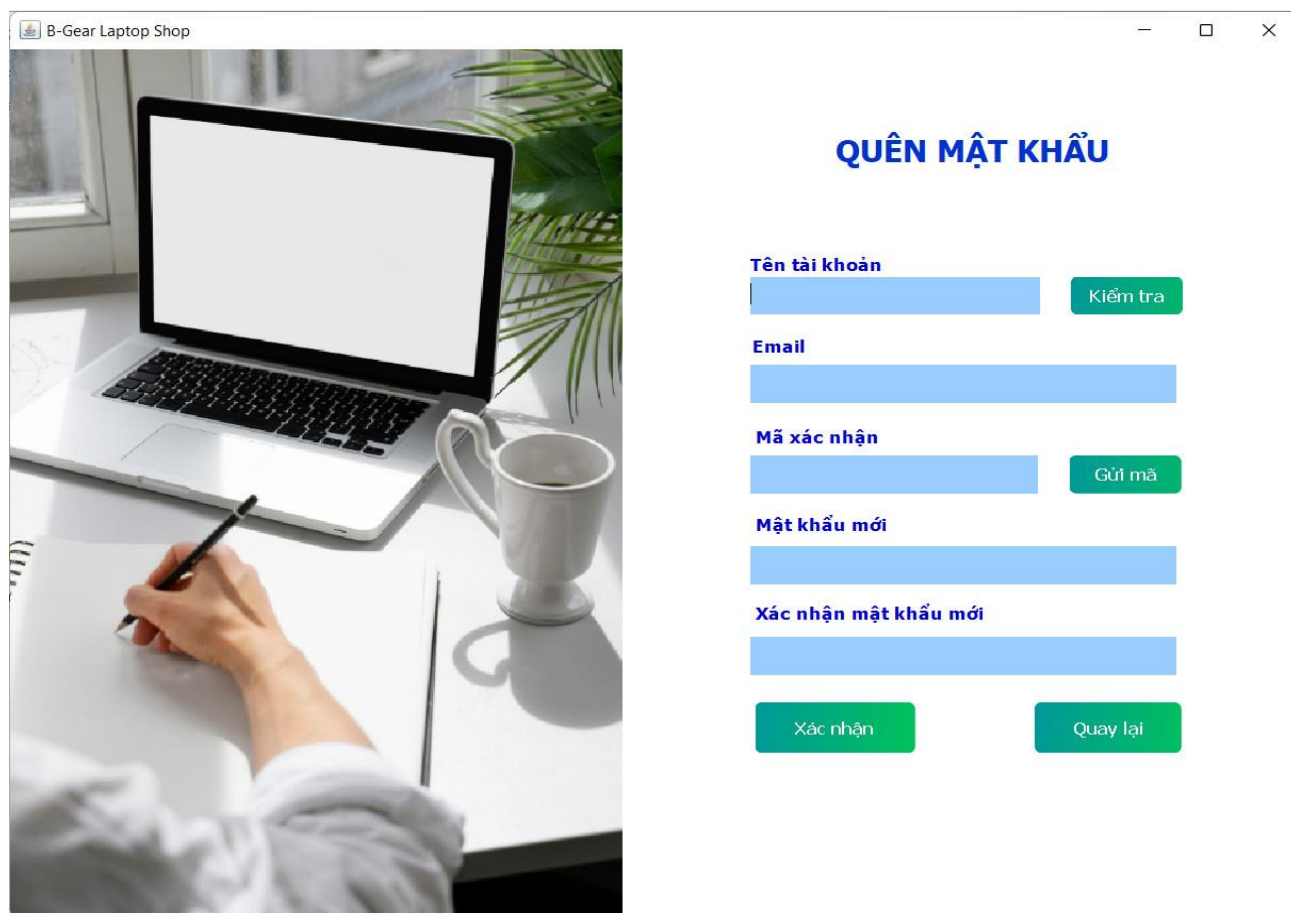 B-Gear Laptop Shop
QUÊN MẬT KHẨU
Tên tài khoản
Kiểm tra
Email
Mã xác nhận
Gửi mã
Mật khẩu mới
Xác nhận mật khẩu mới
Xác nhận
Quay lại